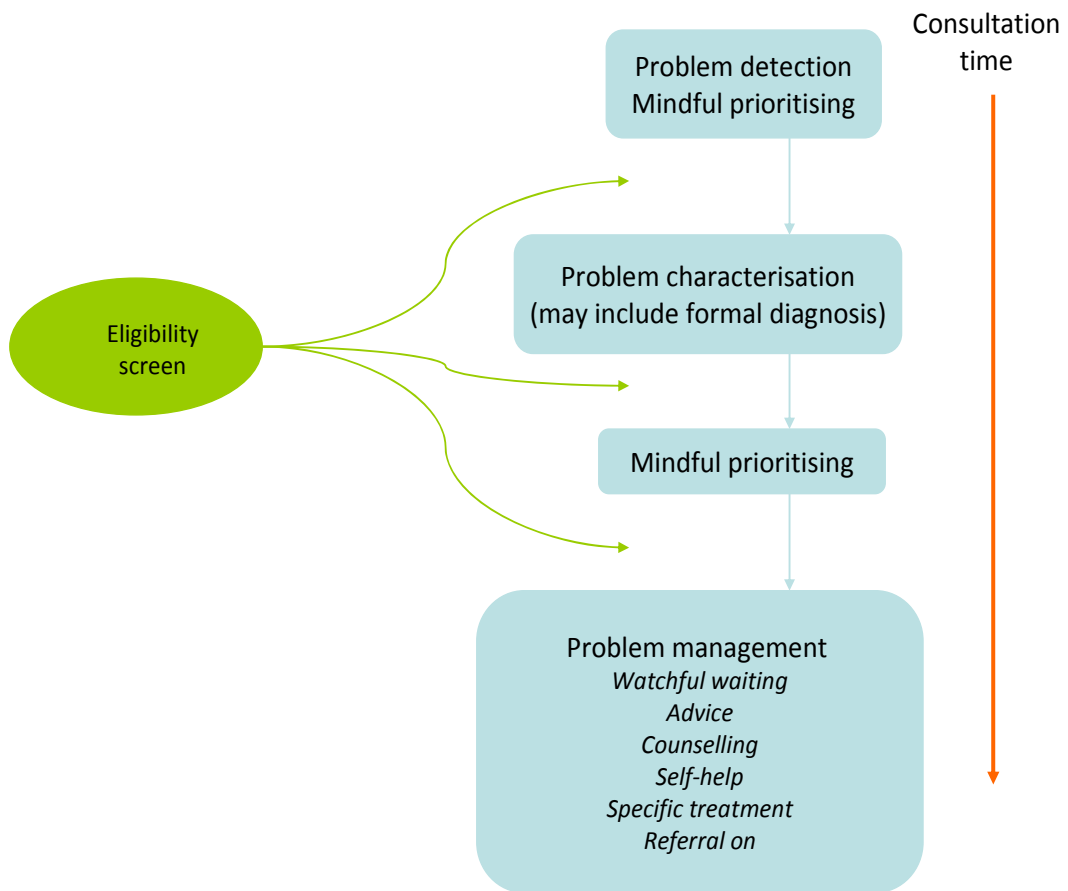 Consultation
time
Problem detection
Mindful prioritising
Problem characterisation
(may include formal diagnosis)
Eligibility
screen
Mindful prioritising
Problem management
Watchful waiting
Advice
Counselling
Self-help
Specific treatment
Referral on